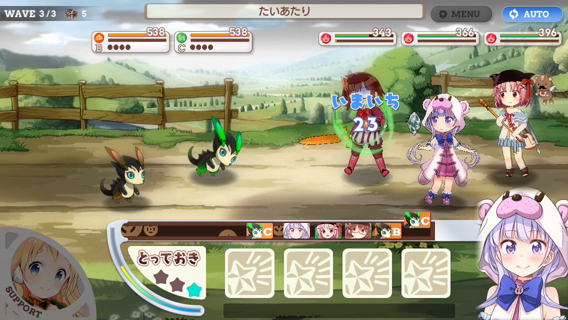 WAVE 3/3 5
たいあたり
MENU
AUTO
538
B
538
C
343
366
396
いまいち
23
C
B
C
とっておき
SUPPORT